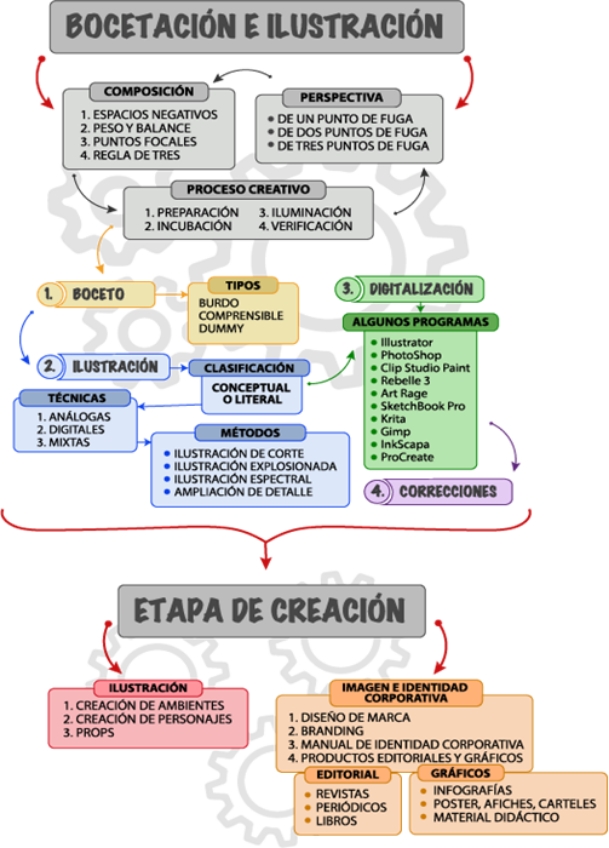 BOCETACIÓN E ILUSTRACIÓN
COMPOSICIÓN
1. ESPACIOS NEGATIVOS
2. PESO Y BALANCE
3. PUNTOS FOCALES
4. REGLA DE TRES
PERSPECTIVA
• DE UN PUNTO DE FUGA
• DE DOS PUNTOS DE FUGA
• DE TRES PUNTOS DE FUGA
PROCESO CREATIVO
1. PREPARACIÓN
2. INCUBACIÓN
3. ILUMINACIÓN
4. VERIFICACIÓN
1. BOCETO
TIPOS
BURDO
COMPRENSIBLE
DUMMY
2. ILUSTRACIÓN
CLASIFICACIÓN
CONCEPTUAL
O LITERAL
TÉCNICAS
1. ANÁLOGAS
2. DIGITALES
3. MIXTAS
MÉTODOS
• ILUSTRACIÓN DE CORTE
• ILUSTRACIÓN EXPLOSIONADA
• ILUSTRACIÓN ESPECTRAL
• AMPLIACIÓN DE DETALLE
3. DIGITALIZACIÓN
ALGUNOS PROGRAMAS
• Illustrator
• PhotoShop
• Clip Studio Paint
• Rebelle 3
• Art Rage
• SketchBook Pro
• Krita
• Gimp
• InkScapa
• ProCreate
4. CORRECCIONES
ETAPA DE CREACIÓN
ILUSTRACIÓN
1. CREACIÓN DE AMBIENTES
2. CREACIÓN DE PERSONAJES
3. PROPS
IMAGEN E IDENTIDAD
CORPORATIVA
1. DISEÑO DE MARCA
2. BRANDING
3. MANUAL DE IDENTIDAD CORPORATIVA
4. PRODUCTOS EDITORIALES Y GRÁFICOS
EDITORIAL
• REVISTAS
• PERIÓDICOS
• LIBROS
GRÁFICOS
• INFOGRAFÍAS
• POSTER, AFICHES, CARTELES
• MATERIAL DIDÁCTICO